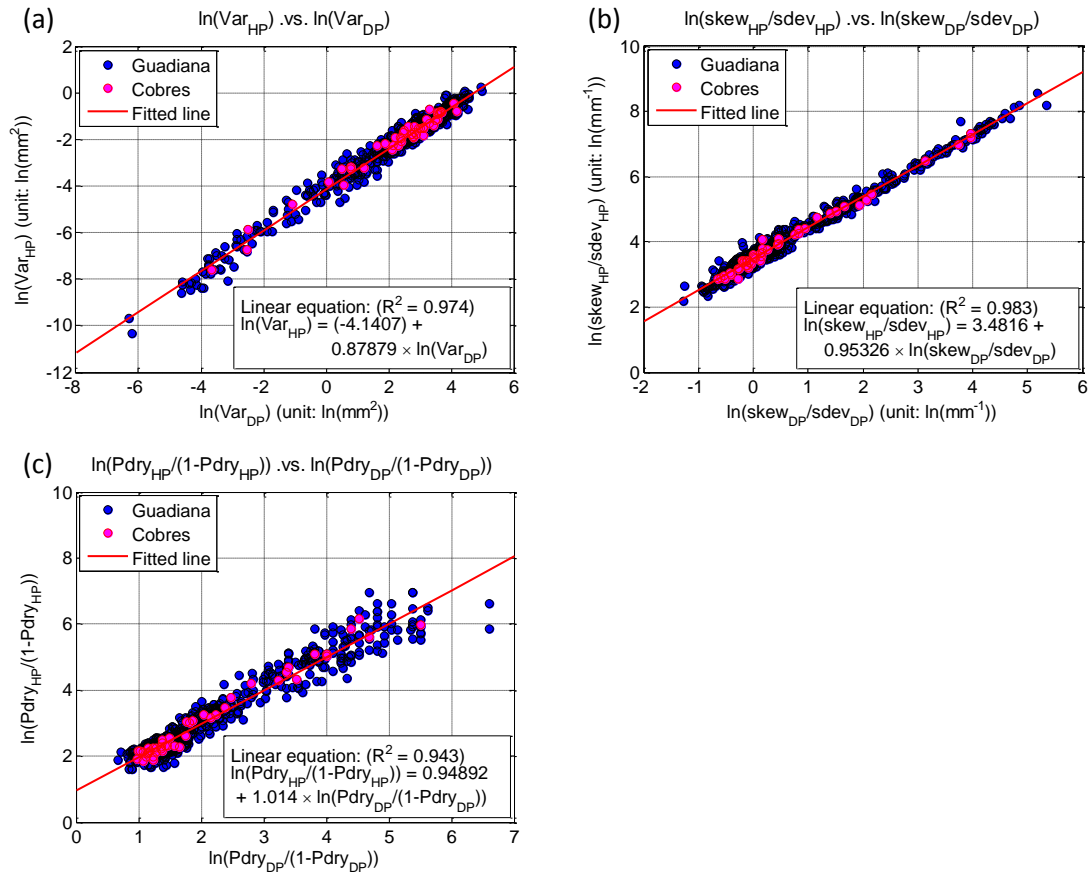 (a)
ln(Var_HP) .vs. ln(Var_DP)
2
0
-2
-4
-6
-8
-10
-12
ln(Var_HP) (unit: ln(mm²))
Guadiana
Cobres
Fitted line
Linear equation: (R² = 0.974)
ln(Var_HP) = (-4.1407) +
0.87879 × ln(Var_DP)
-8 -6 -4 -2 0 2 4 6
ln(Var_DP) (unit: ln(mm²))
(b)
ln(skew_HP/sdev_HP) .vs. ln(skew_DP/sdev_DP)
10
8
6
4
2
0
ln(skew_HP/sdev_HP) (unit: ln(mm⁻¹))
Guadiana
Cobres
Fitted line
Linear equation: (R² = 0.983)
ln(skew_HP/sdev_HP) = 3.4816 +
0.95326 × ln(skew_DP/sdev_DP)
-2 -1 0 1 2 3 4 5 6
ln(skew_DP/sdev_DP) (unit: ln(mm⁻¹))
(c)
ln(Pdry_HP/(1-Pdry_HP)) .vs. ln(Pdry_DP/(1-Pdry_DP))
10
8
6
4
2
0
ln(Pdry_HP/(1-Pdry_HP))
Guadiana
Cobres
Fitted line
Linear equation: (R² = 0.943)
ln(Pdry_HP/(1-Pdry_HP)) = 0.94892
+ 1.014 × ln(Pdry_DP/(1-Pdry_DP))
0 1 2 3 4 5 6 7
ln(Pdry_DP/(1-Pdry_DP))